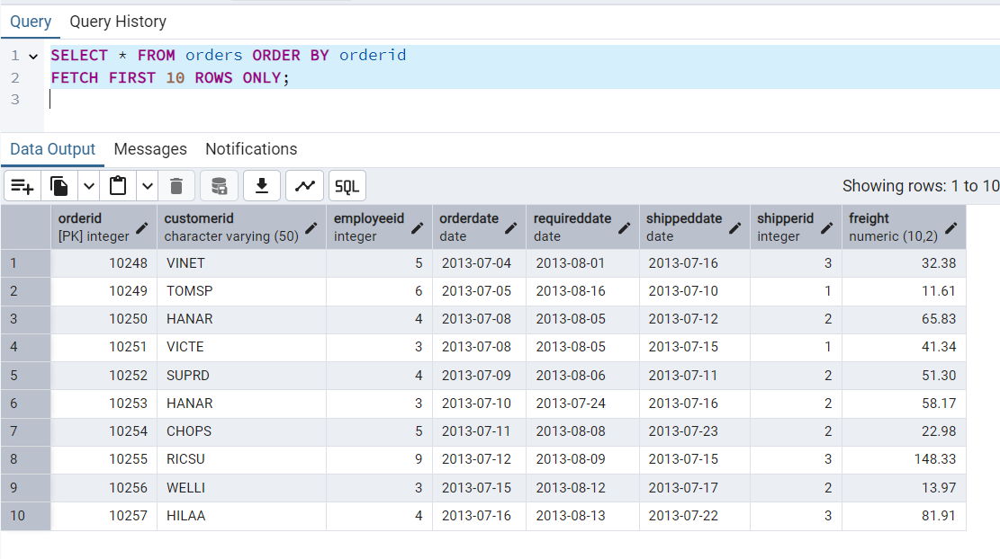 Query Query History
1 SELECT * FROM orders ORDER BY orderid
2 FETCH FIRST 10 ROWS ONLY;
3
Data Output Messages Notifications
SQL Showing rows: 1 to 10
orderid customerid employeeid orderdate requireddate shippeddate shipperid freight
[PK] integer character varying (50) integer date date date integer numeric (10,2)
1 10248 VINET 5 2013-07-04 2013-08-01 2013-07-16 3 32.38
2 10249 TOMSP 6 2013-07-05 2013-08-16 2013-07-10 1 11.61
3 10250 HANAR 4 2013-07-08 2013-08-05 2013-07-12 2 65.83
4 10251 VICTE 3 2013-07-08 2013-08-05 2013-07-15 1 41.34
5 10252 SUPRD 4 2013-07-09 2013-08-06 2013-07-11 2 51.30
6 10253 HANAR 3 2013-07-10 2013-07-24 2013-07-16 2 58.17
7 10254 CHOPS 5 2013-07-11 2013-08-08 2013-07-23 2 22.98
8 10255 RICSU 9 2013-07-12 2013-08-09 2013-07-15 3 148.33
9 10256 WELLI 3 2013-07-15 2013-08-12 2013-07-17 2 13.97
10 10257 HILAA 4 2013-07-16 2013-08-13 2013-07-22 3 81.91